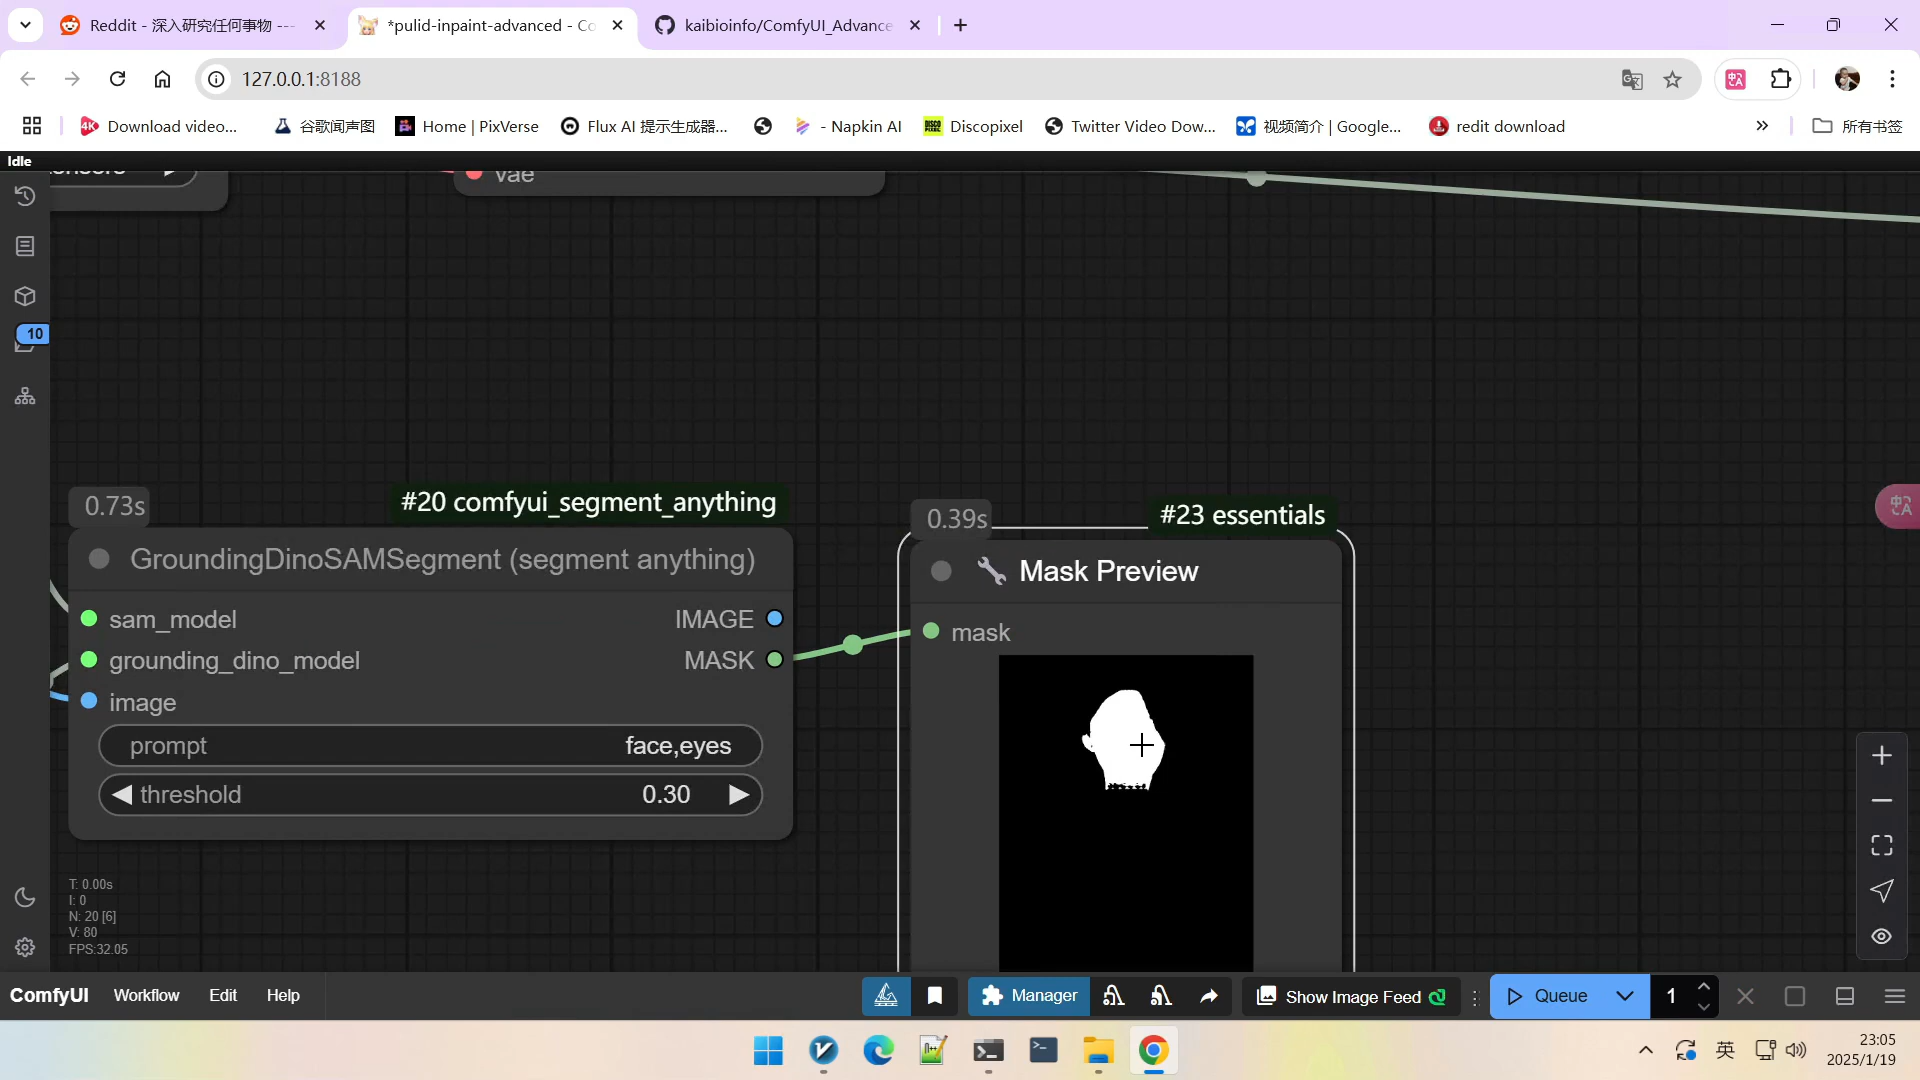 Reddit - 深入研究任何事物 ---
*pulid-inpaint-advanced - Co
kaibioinfo/ComfyUI_Advance
127.0.0.1:8188
Download video...
谷歌闻声图
Home | PixVerse
Flux AI 提示生成器...
- Napkin AI
Discopixel
Twitter Video Dow...
视频简介 | Google...
redit download
所有书签
Idle
vae
10
0.73s
#20 comfyui_segment_anything
GroundingDinoSAMSegment (segment anything)
sam_model
IMAGE
grounding_dino_model
MASK
image
prompt
face,eyes
threshold
0.30
0.39s
#23 essentials
Mask Preview
mask
T: 0.00s
I: 0
N: 20 [6]
V: 80
FPS:32.05
ComfyUI
Workflow
Edit
Help
Manager
Show Image Feed
Queue
1
英
23:05
2025/1/19